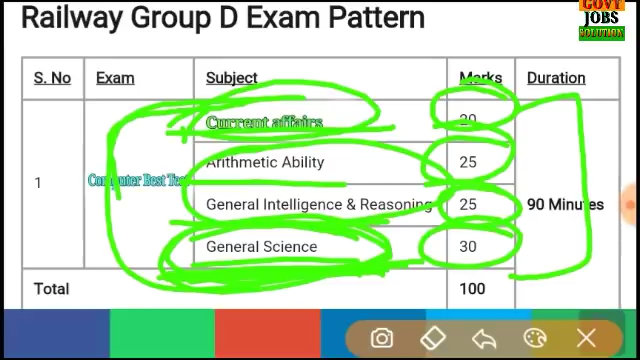 Railway Group D Exam Pattern
GOVT
JOBS
SOLUTION
S. No Exam Subject Marks Duration
Current affairs 20
Arithmetic Ability 25
1 Computer Best Test
General Intelligence & Reasoning 25 90 Minutes
General Science 30
Total 100